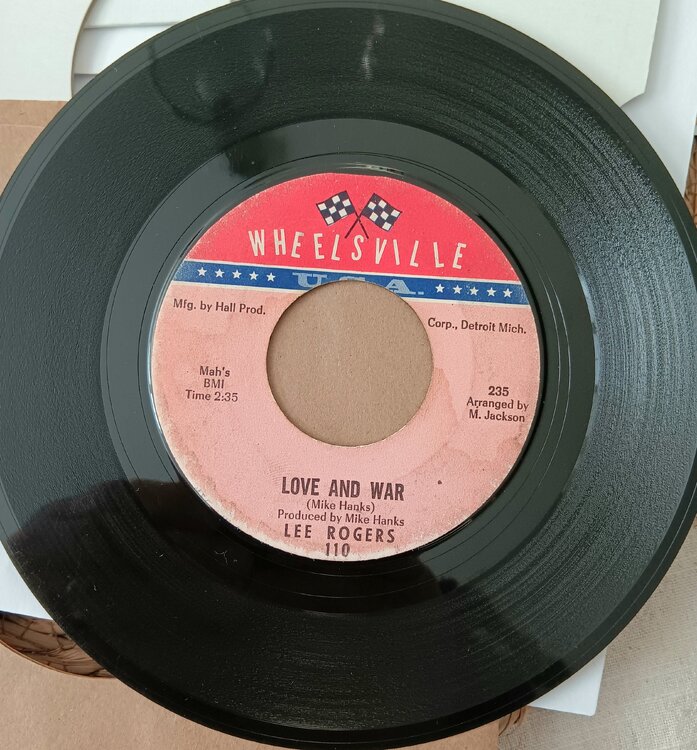 WHEELSVILLE
U.S.A.
Mfg. by Hall Prod.
Corp., Detroit Mich.
Mah's
BMI
Time 2:35
235
Arranged by
M. Jackson
LOVE AND WAR
(Mike Hanks)
Produced by Mike Hanks
LEE ROGERS
110